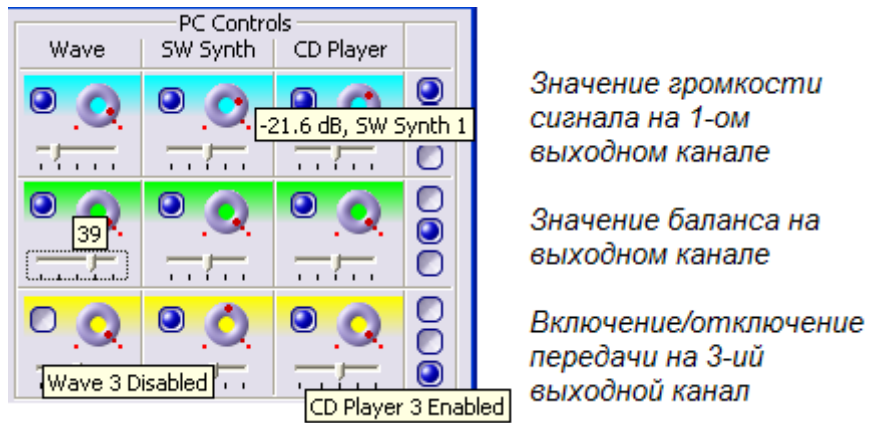 PC Controls
Wave SW Synth CD Player
-21.6 dB, SW Synth 1
39
Wave 3 Disabled
CD Player 3 Enabled
Значение громкости
сигнала на 1-ом
выходном канале
Значение баланса на
выходном канале
Включение/отключение
передачи на 3-ий
выходной канал